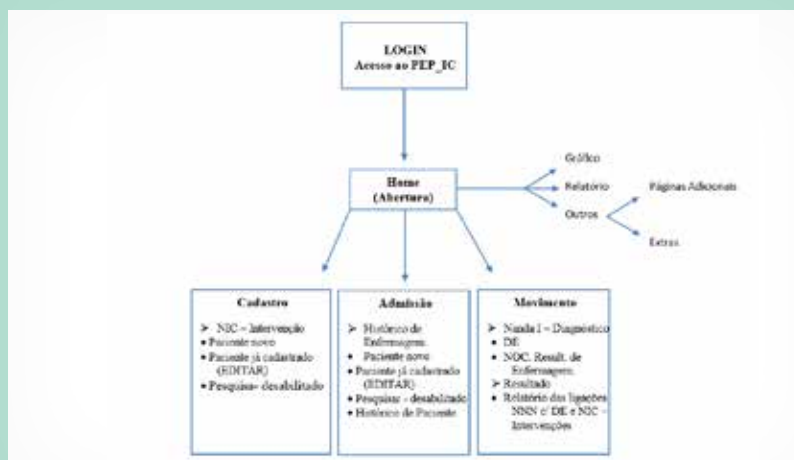 LOGIN
Acesso ao PEP_IC
Home
(Abertura)
Gráfico
Relatório
Outros
Páginas Adicionais
Extras
Cadastro
➤ NIC – Intervenção
• Paciente novo
• Paciente já cadastrado
(EDITAR)
• Pesquisa- desabilitado
Admissão
➤ Histórico de
Enfermagem.
• Paciente novo
• Paciente já cadastrado
(EDITAR)
• Pesquisar - desabilitado
• Histórico de Paciente
Movimento
➤ Nanda I – Diagnóstico
• DE
• NOC. Result. de
Enfermagem.
➤ Resultado
• Relatório das ligações
NNN c/ DE e NIC –
Intervenções